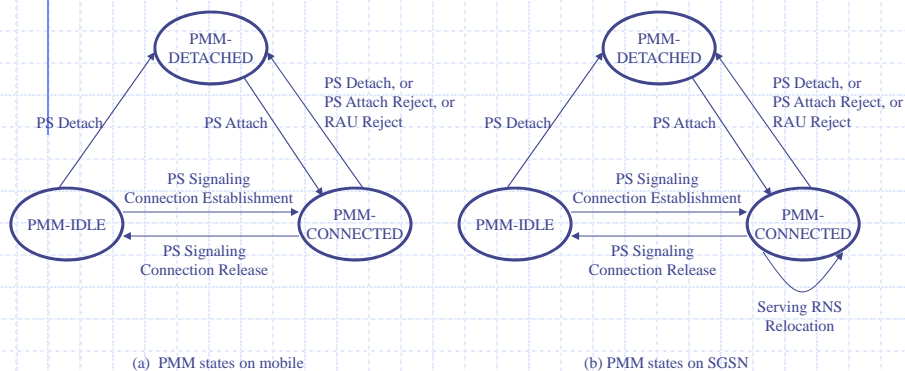 PMM-
DETACHED
PS Detach, or
PS Attach Reject, or
RAU Reject
PS Detach
PS Attach
PS Signaling
Connection Establishment
PMM-IDLE
PMM-
CONNECTED
PS Signaling
Connection Release
(a) PMM states on mobile
PMM-
DETACHED
PS Detach, or
PS Attach Reject, or
RAU Reject
PS Detach
PS Attach
PS Signaling
Connection Establishment
PMM-IDLE
PMM-
CONNECTED
PS Signaling
Connection Release
Serving RNS
Relocation
(b) PMM states on SGSN